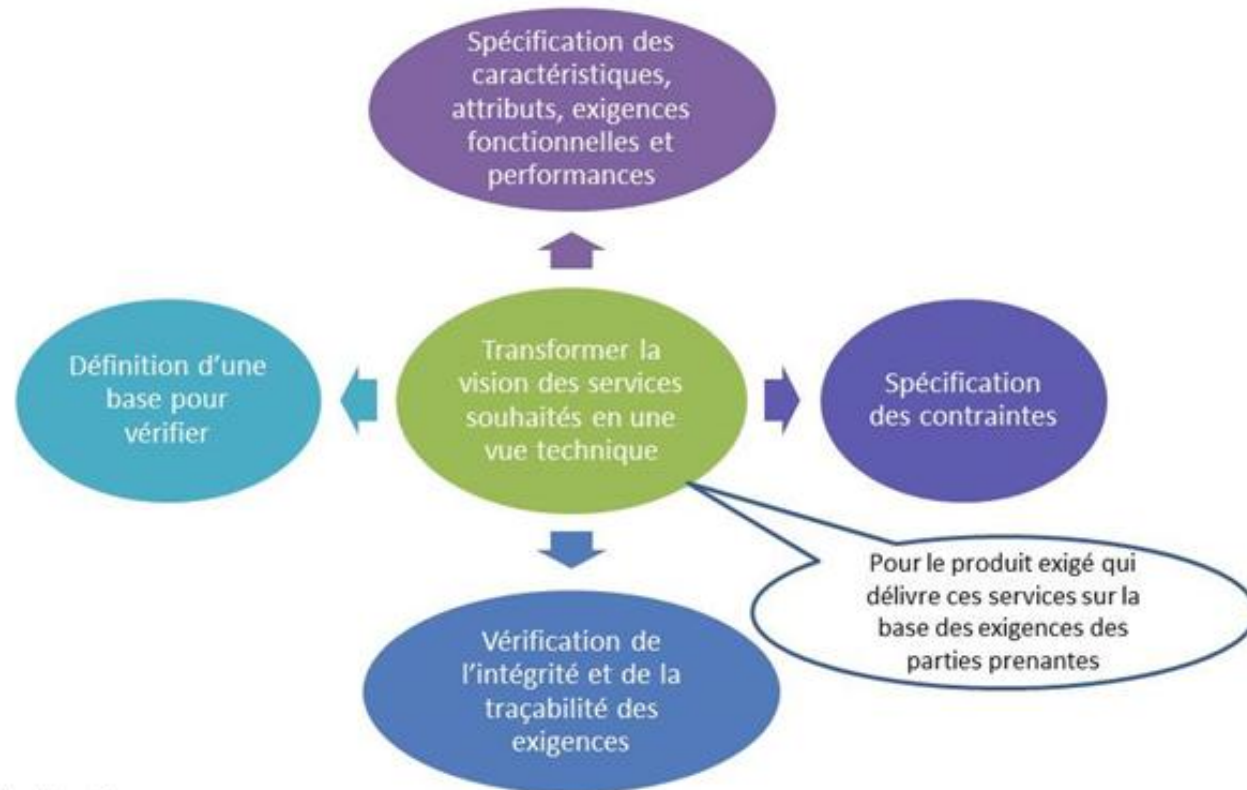 Spécification des
caractéristiques,
attributs, exigences
fonctionnelles et
performances
Définition d'une
base pour
vérifier
Transformer la
vision des services
souhaités en une
vue technique
Spécification
des contraintes
Pour le produit exigé qui
délivre ces services sur la
base des exigences des
parties prenantes
Vérification de
l'intégrité et de la
traçabilité des
exigences